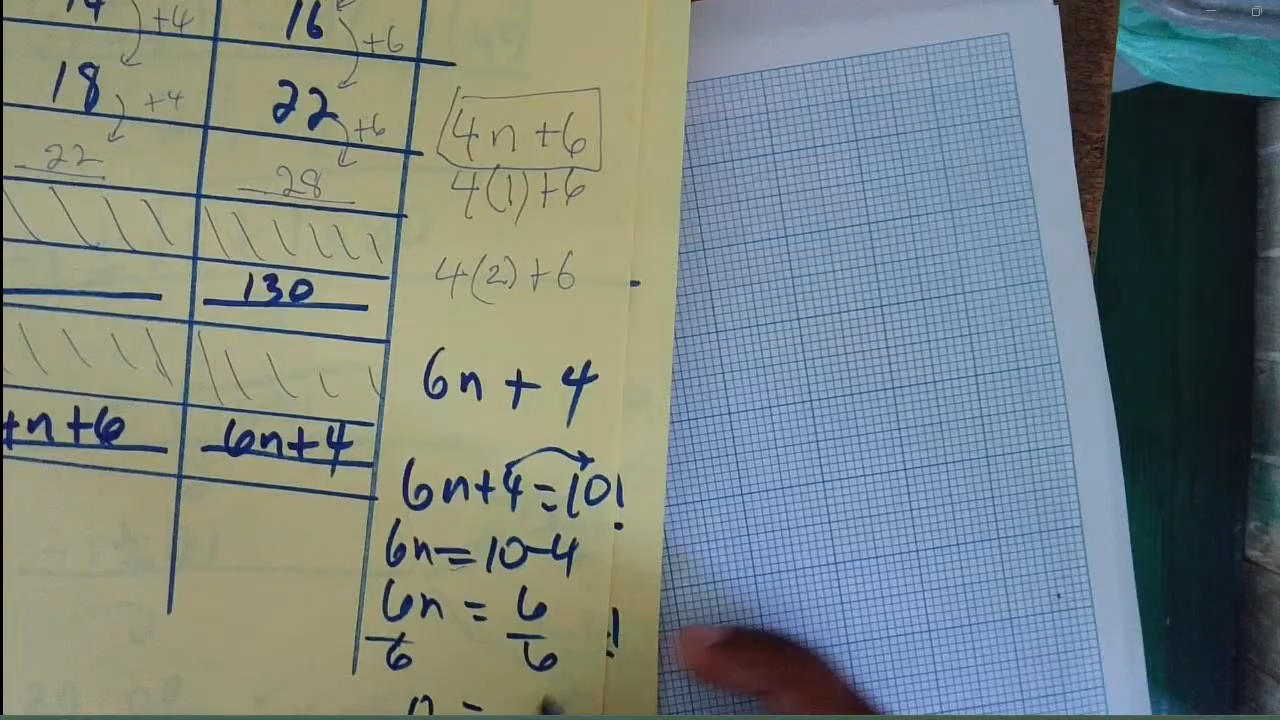 14 +4 16 +6
18 +4 22 +6
22 28
130
+n+6 6n+4
4n+6
4(1)+6
4(2)+6
6n+4
6n+4=10!
6n=10-4
6n = 6
6 6 !
n =